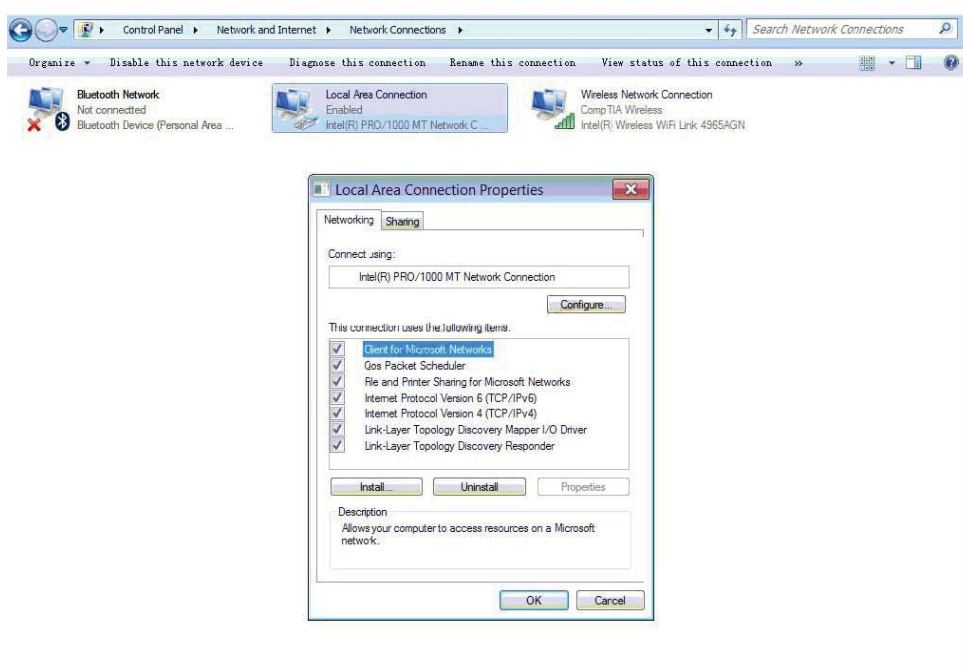 Control Panel ▸ Network and Internet ▸ Network Connections ▸ Search Network Connections
Organize Disable this network device Diagnose this connection Rename this connection View status of this connection »
Bluetooth Network
Not connectted
Bluetooth Device (Personal Area ...
Local Area Connection
Enabled
Intel(R) PRO/1000 MT Network C ...
Wireless Network Connection
CompTIA Wireless
Intel(R) Wireless WiFi Link 4965AGN
Local Area Connection Properties
Networking Sharing
Connect using:
Intel(R) PRO/1000 MT Network Connection
Configure...
This connection uses the following items.
Client for Microsoft Networks
Qos Packet Scheduler
File and Printer Sharing for Microsoft Networks
Internet Protocol Version 6 (TCP/IPv6)
Internet Protocol Version 4 (TCP/IPv4)
Link-Layer Topology Discovery Mapper I/O Driver
Link-Layer Topology Discovery Responder
Install... Uninstall Properties
Description
Allows your computer to access resources on a Microsoft
network.
OK Cancel